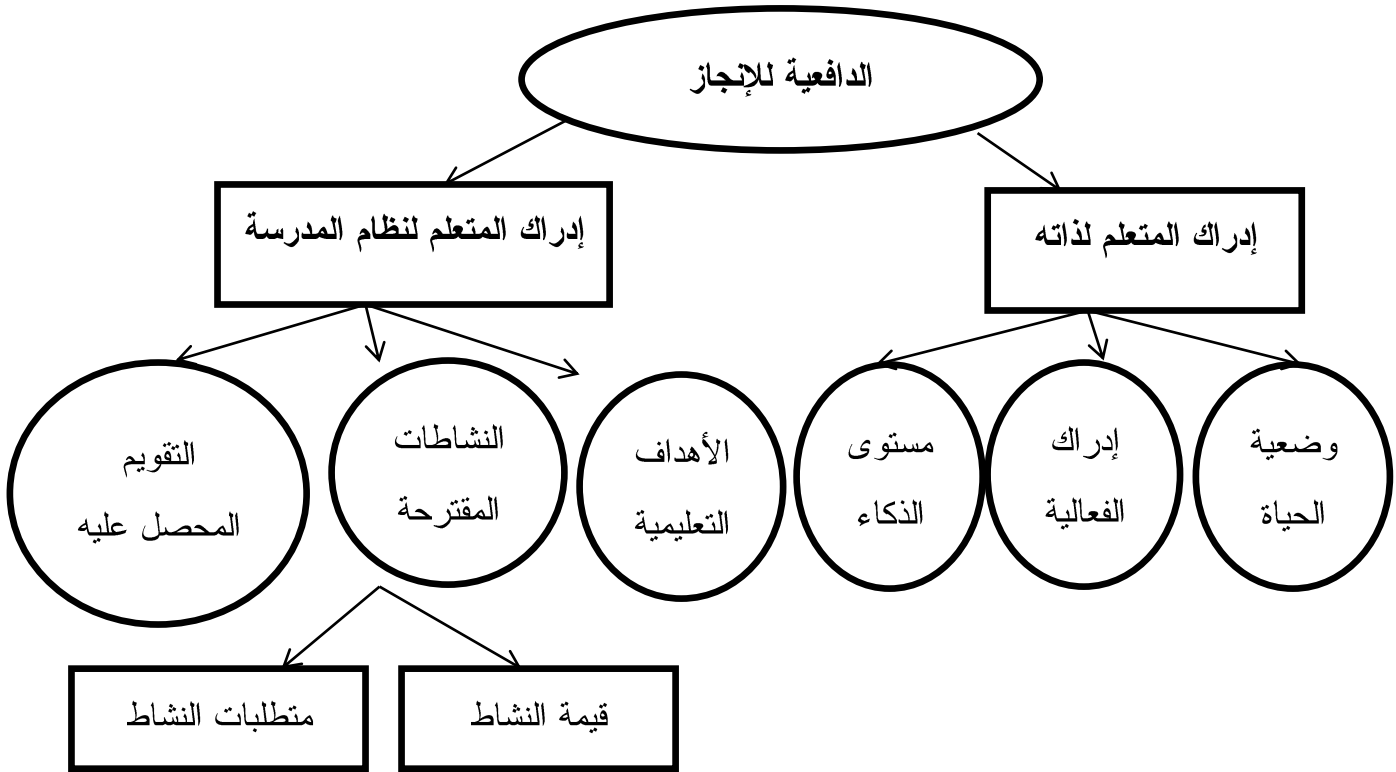 الدافعية للإنجاز
إدراك المتعلم لذاته
إدراك المتعلم لنظام المدرسة
وضعية
الحياة
إدراك
الفعالية
مستوى
الذكاء
الأهداف
التعليمية
النشاطات
المقترحة
التقويم
المحصل عليه
قيمة النشاط
متطلبات النشاط